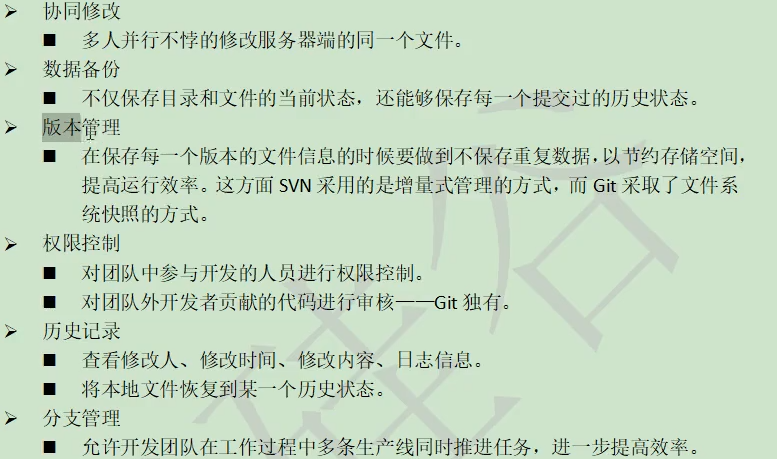 ➢ 协同修改
■ 多人并行不悖的修改服务器端的同一个文件。
➢ 数据备份
■ 不仅保存目录和文件的当前状态，还能够保存每一个提交过的历史状态。
➢ 版本管理
■ 在保存每一个版本的文件信息的时候要做到不保存重复数据，以节约存储空间，
提高运行效率。这方面 SVN 采用的是增量式管理的方式，而 Git 采取了文件系
统快照的方式。
➢ 权限控制
■ 对团队中参与开发的人员进行权限控制。
■ 对团队外开发者贡献的代码进行审核——Git 独有。
➢ 历史记录
■ 查看修改人、修改时间、修改内容、日志信息。
■ 将本地文件恢复到某一个历史状态。
➢ 分支管理
■ 允许开发团队在工作过程中多条生产线同时推进任务，进一步提高效率。
硅谷